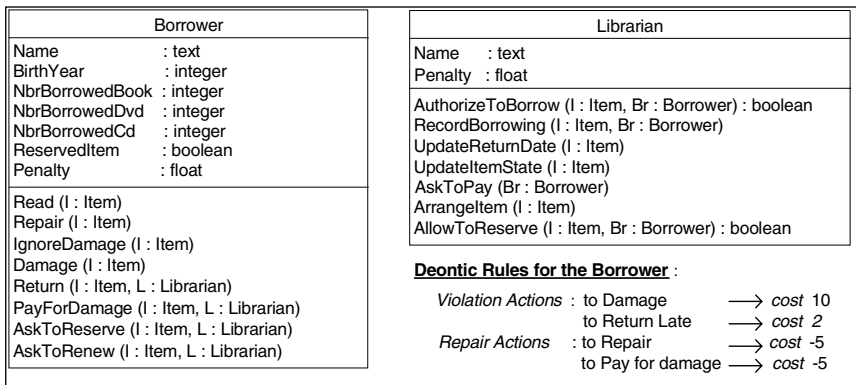 Borrower
Name : text
BirthYear : integer
NbrBorrowedBook : integer
NbrBorrowedDvd : integer
NbrBorrowedCd : integer
ReservedItem : boolean
Penalty : float
Read (I : Item)
Repair (I : Item)
IgnoreDamage (I : Item)
Damage (I : Item)
Return (I : Item, L : Librarian)
PayForDamage (I : Item, L : Librarian)
AskToReserve (I : Item, L : Librarian)
AskToRenew (I : Item, L : Librarian)
Librarian
Name : text
Penalty : float
AuthorizeToBorrow (I : Item, Br : Borrower) : boolean
RecordBorrowing (I : Item, Br : Borrower)
UpdateReturnDate (I : Item)
UpdateItemState (I : Item)
AskToPay (Br : Borrower)
ArrangeItem (I : Item)
AllowToReserve (I : Item, Br : Borrower) : boolean
Deontic Rules for the Borrower :
Violation Actions : to Damage → cost 10
to Return Late → cost 2
Repair Actions : to Repair → cost -5
to Pay for damage → cost -5